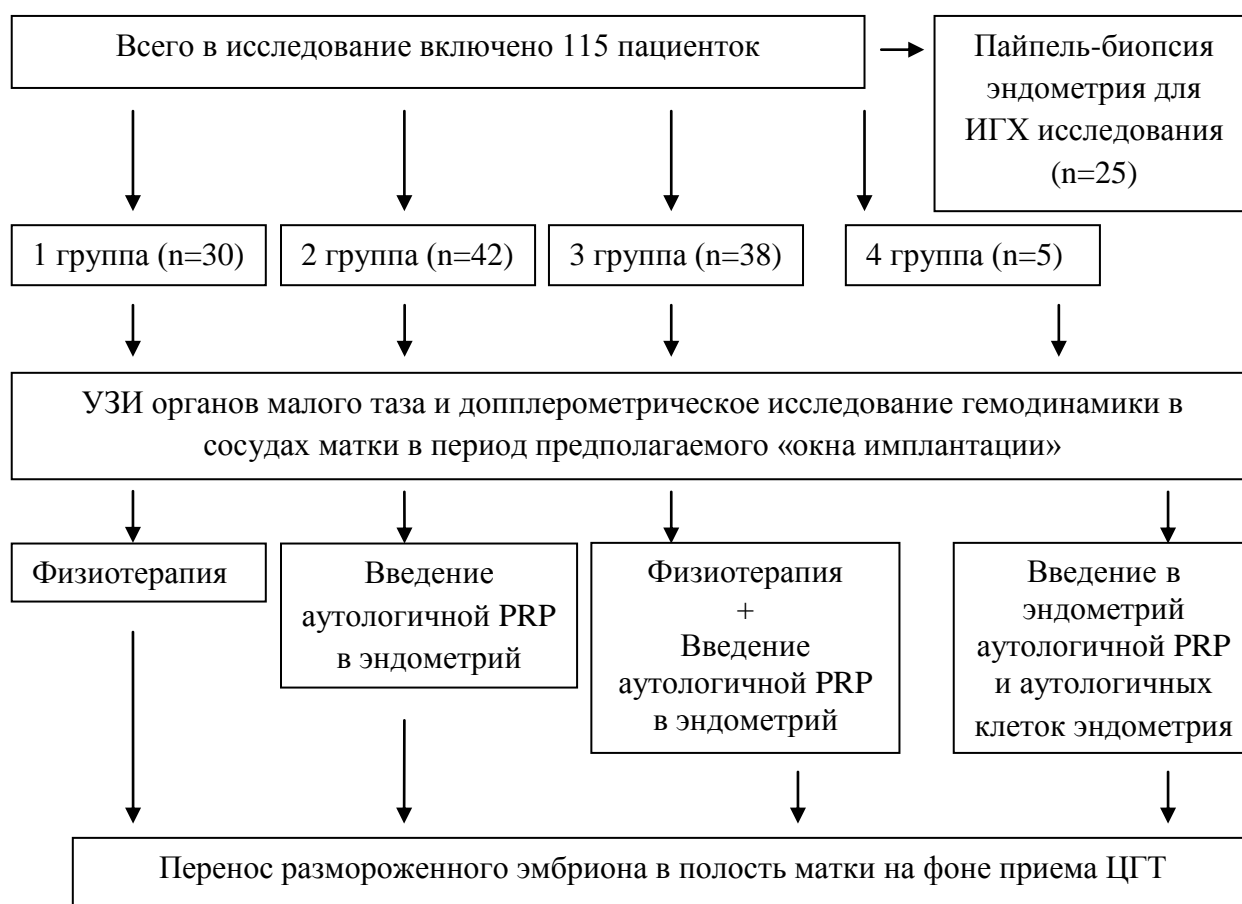 Всего в исследование включено 115 пациенток
Пайпель-биопсия
эндометрия для
ИГХ исследования
(n=25)
1 группа (n=30)
2 группа (n=42)
3 группа (n=38)
4 группа (n=5)
УЗИ органов малого таза и допплерометрическое исследование гемодинамики в
сосудах матки в период предполагаемого «окна имплантации»
Физиотерапия
Введение
аутологичной PRP
в эндометрий
Физиотерапия
+
Введение
аутологичной PRP
в эндометрий
Введение в
эндометрий
аутологичной PRP
и аутологичных
клеток эндометрия
Перенос размороженного эмбриона в полость матки на фоне приема ЦГТ